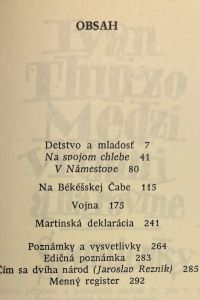 OBSAH
Detstvo a mladosť 7
Na svojom chlebe 41
V Námestove 80
Na Békéšskej Čabe 115
Vojna 175
Martinská deklarácia 241
Poznámky a vysvetlivky 264
Edičná poznámka 283
Čím sa dvíha národ (Jaroslav Rezník) 285
Menný register 292